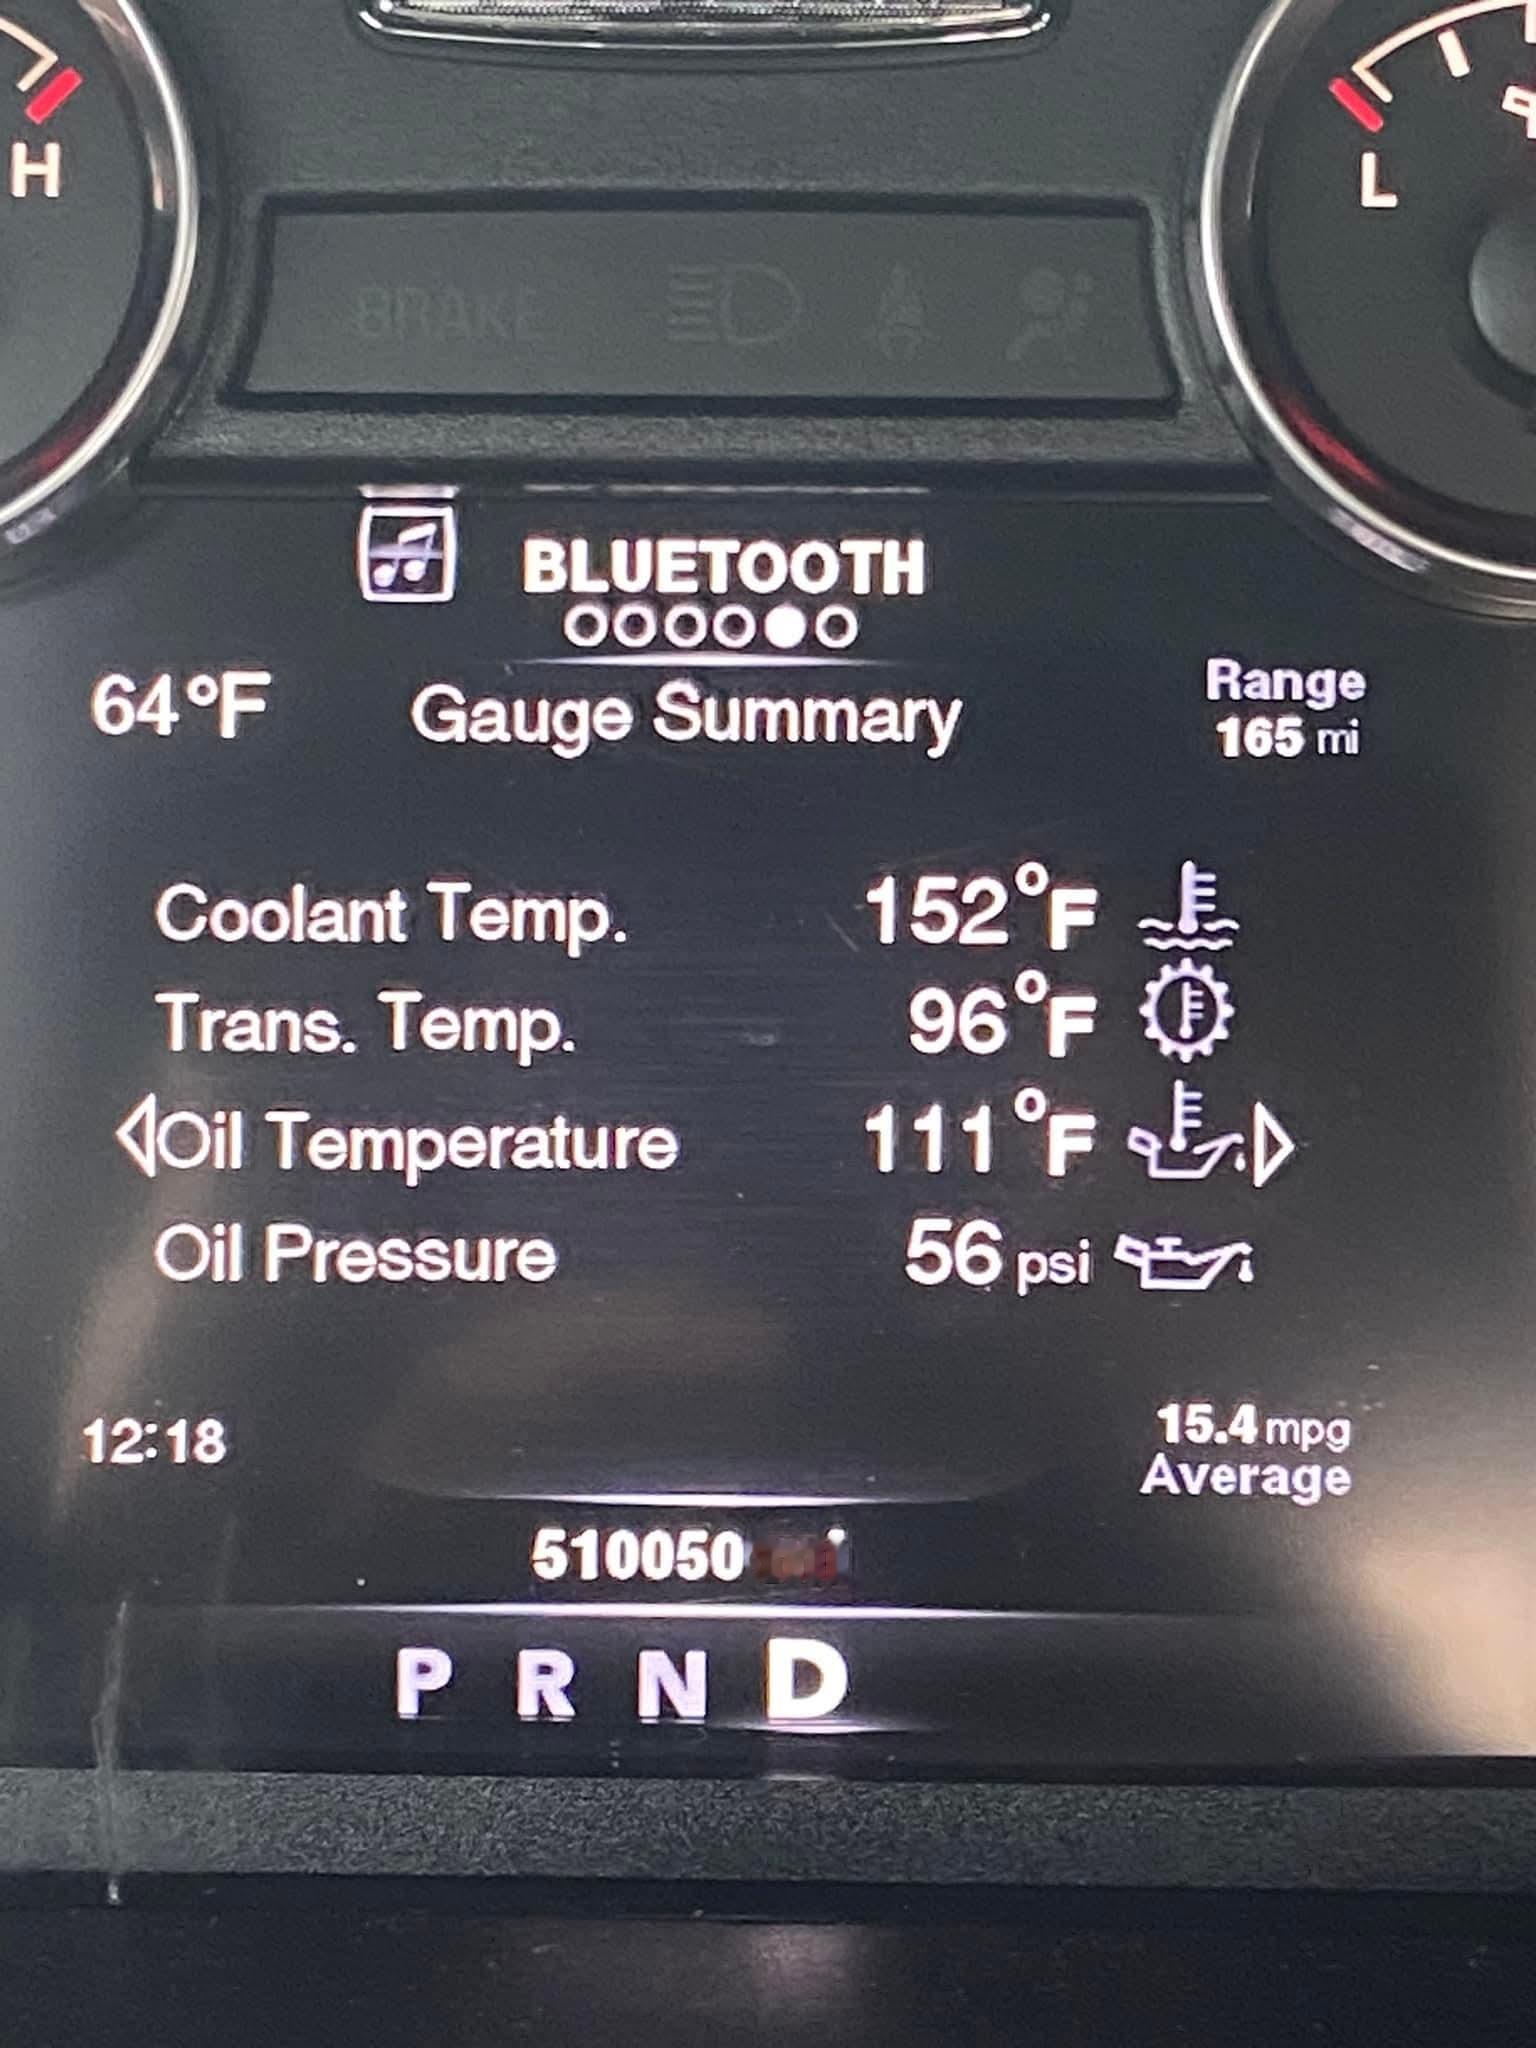 H
L
BRAKE
BLUETOOTH
64°F
Gauge Summary
Range
165 mi
Coolant Temp. 152°F
Trans. Temp. 96°F
Oil Temperature 111°F
Oil Pressure 56 psi
12:18
15.4 mpg
Average
510050
P R N D